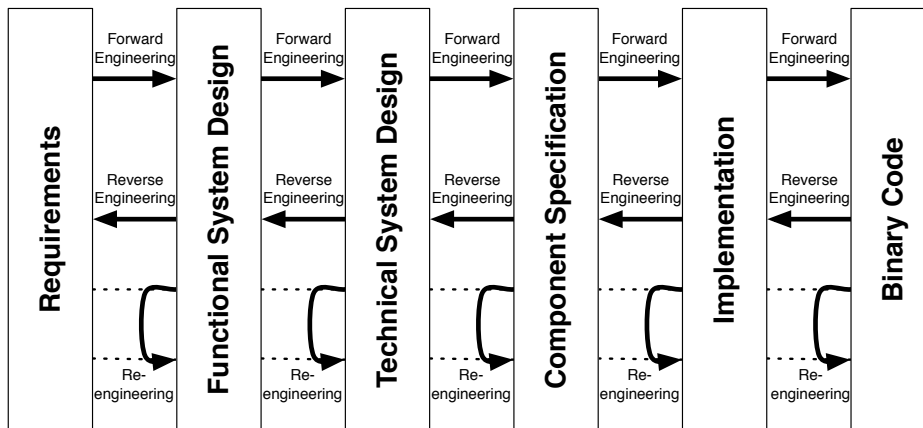 Requirements
Forward
Engineering
Reverse
Engineering
Re-
engineering
Functional System Design
Forward
Engineering
Reverse
Engineering
Re-
engineering
Technical System Design
Forward
Engineering
Reverse
Engineering
Re-
engineering
Component Specification
Forward
Engineering
Reverse
Engineering
Re-
engineering
Implementation
Forward
Engineering
Reverse
Engineering
Re-
engineering
Binary Code